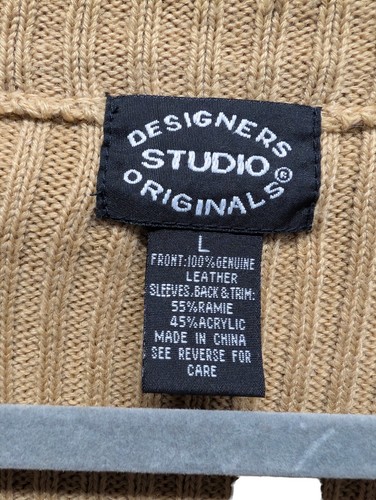 DESIGNERS
STUDIO
ORIGINALS®
L
FRONT:100%GENUINE
LEATHER
SLEEVES,BACK&TRIM:
55%RAMIE
45%ACRYLIC
MADE IN CHINA
SEE REVERSE FOR
CARE